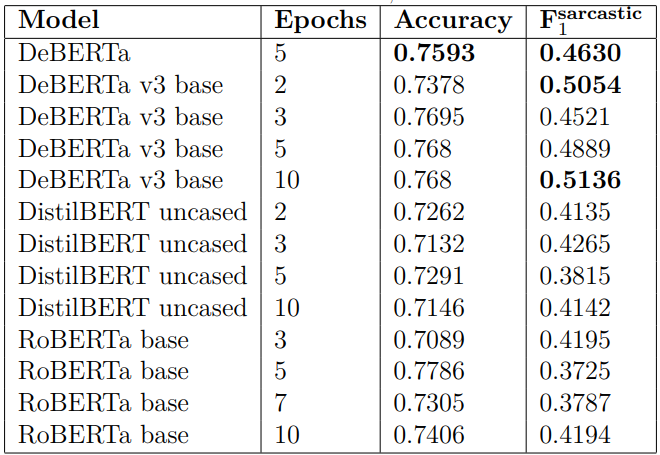 Model Epochs Accuracy F1sarcastic
DeBERTa 5 0.7593 0.4630
DeBERTa v3 base 2 0.7378 0.5054
DeBERTa v3 base 3 0.7695 0.4521
DeBERTa v3 base 5 0.768 0.4889
DeBERTa v3 base 10 0.768 0.5136
DistilBERT uncased 2 0.7262 0.4135
DistilBERT uncased 3 0.7132 0.4265
DistilBERT uncased 5 0.7291 0.3815
DistilBERT uncased 10 0.7146 0.4142
RoBERTa base 3 0.7089 0.4195
RoBERTa base 5 0.7786 0.3725
RoBERTa base 7 0.7305 0.3787
RoBERTa base 10 0.7406 0.4194